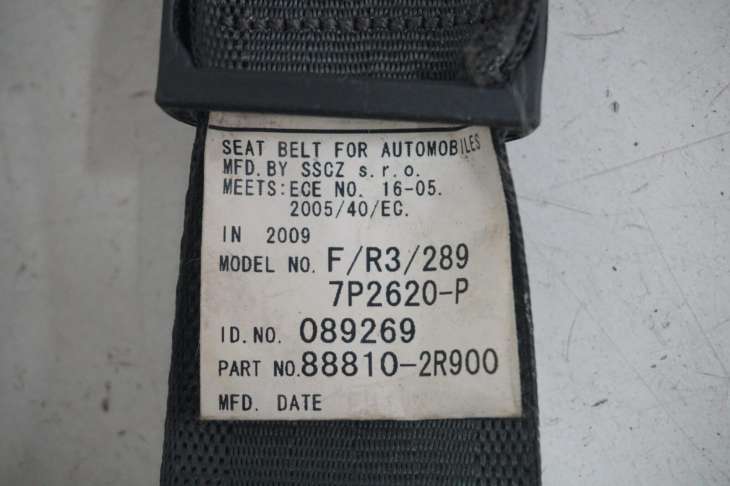 SEAT BELT FOR AUTOMOBILES
MFD. BY SSCZ s.r.o.
MEETS:ECE NO. 16-05.
2005/40/EC.
IN 2009
MODEL NO. F/R3/289
7P2620-P
ID.NO. 089269
PART NO. 88810-2R900
MFD. DATE